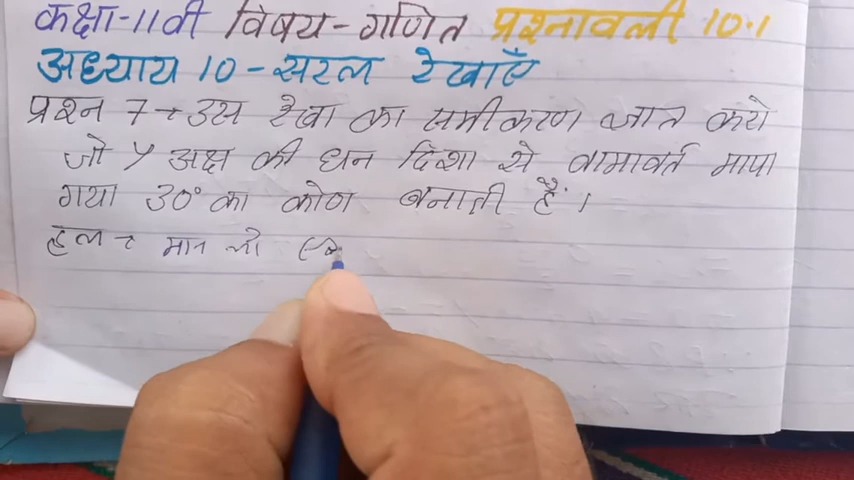 कक्षा-11वी विषय-गणित प्रश्नावली 10.1
अध्याय 10-सरल रेखाएँ
प्रश्न 7→उस रेखा का समीकरण ज्ञात करो
जो y अक्ष की धन दिशा से वामावर्त मापा
गया 30° का कोण बनाती है।
हल→ मान लो